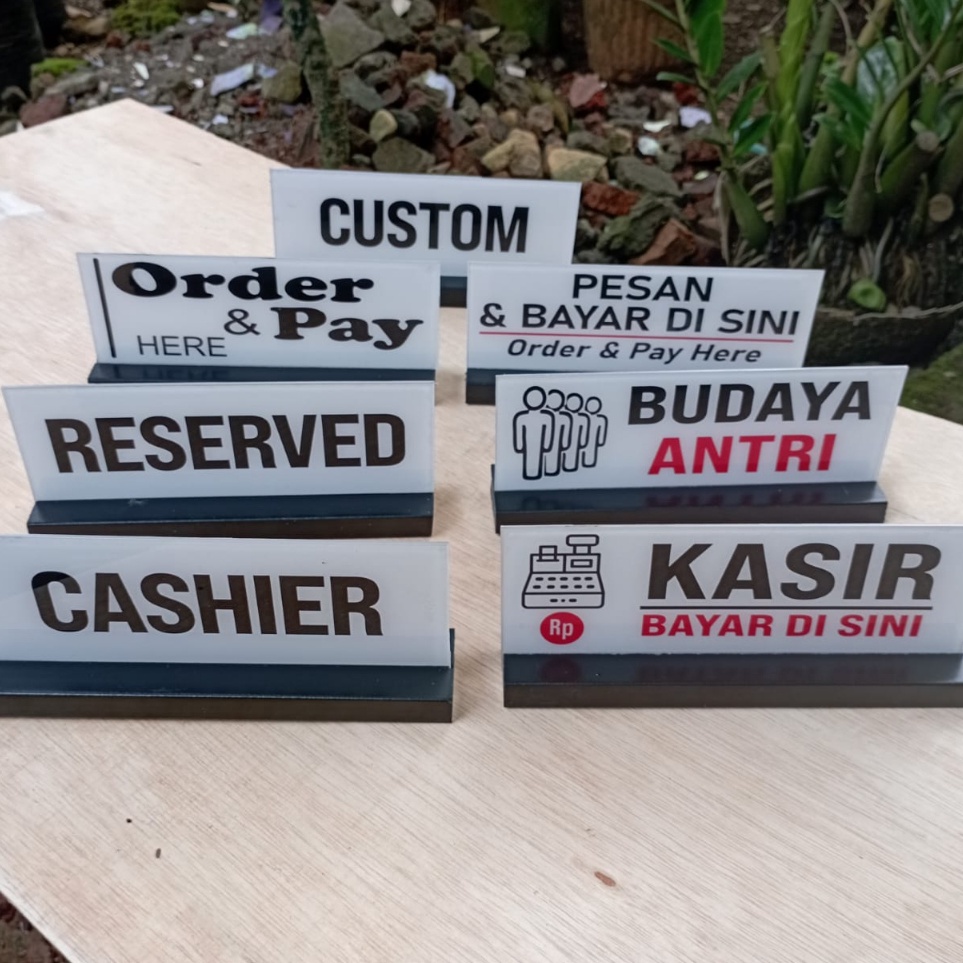 CUSTOM
Order
& Pay
HERE
PESAN
& BAYAR DI SINI
Order & Pay Here
RESERVED
BUDAYA
ANTRI
CASHIER
KASIR
Rp
BAYAR DI SINI